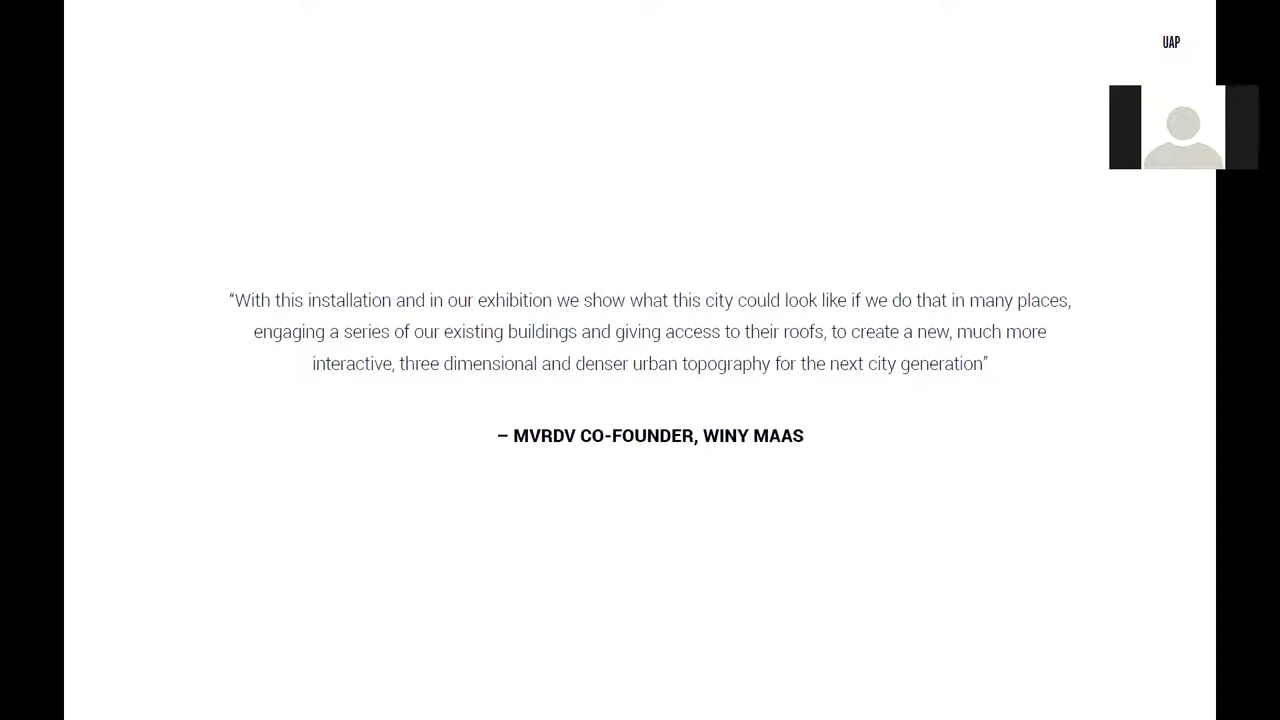 UAP
“With this installation and in our exhibition we show what this city could look like if we do that in many places,
engaging a series of our existing buildings and giving access to their roofs, to create a new, much more
interactive, three dimensional and denser urban topography for the next city generation”
– MVRDV CO-FOUNDER, WINY MAAS